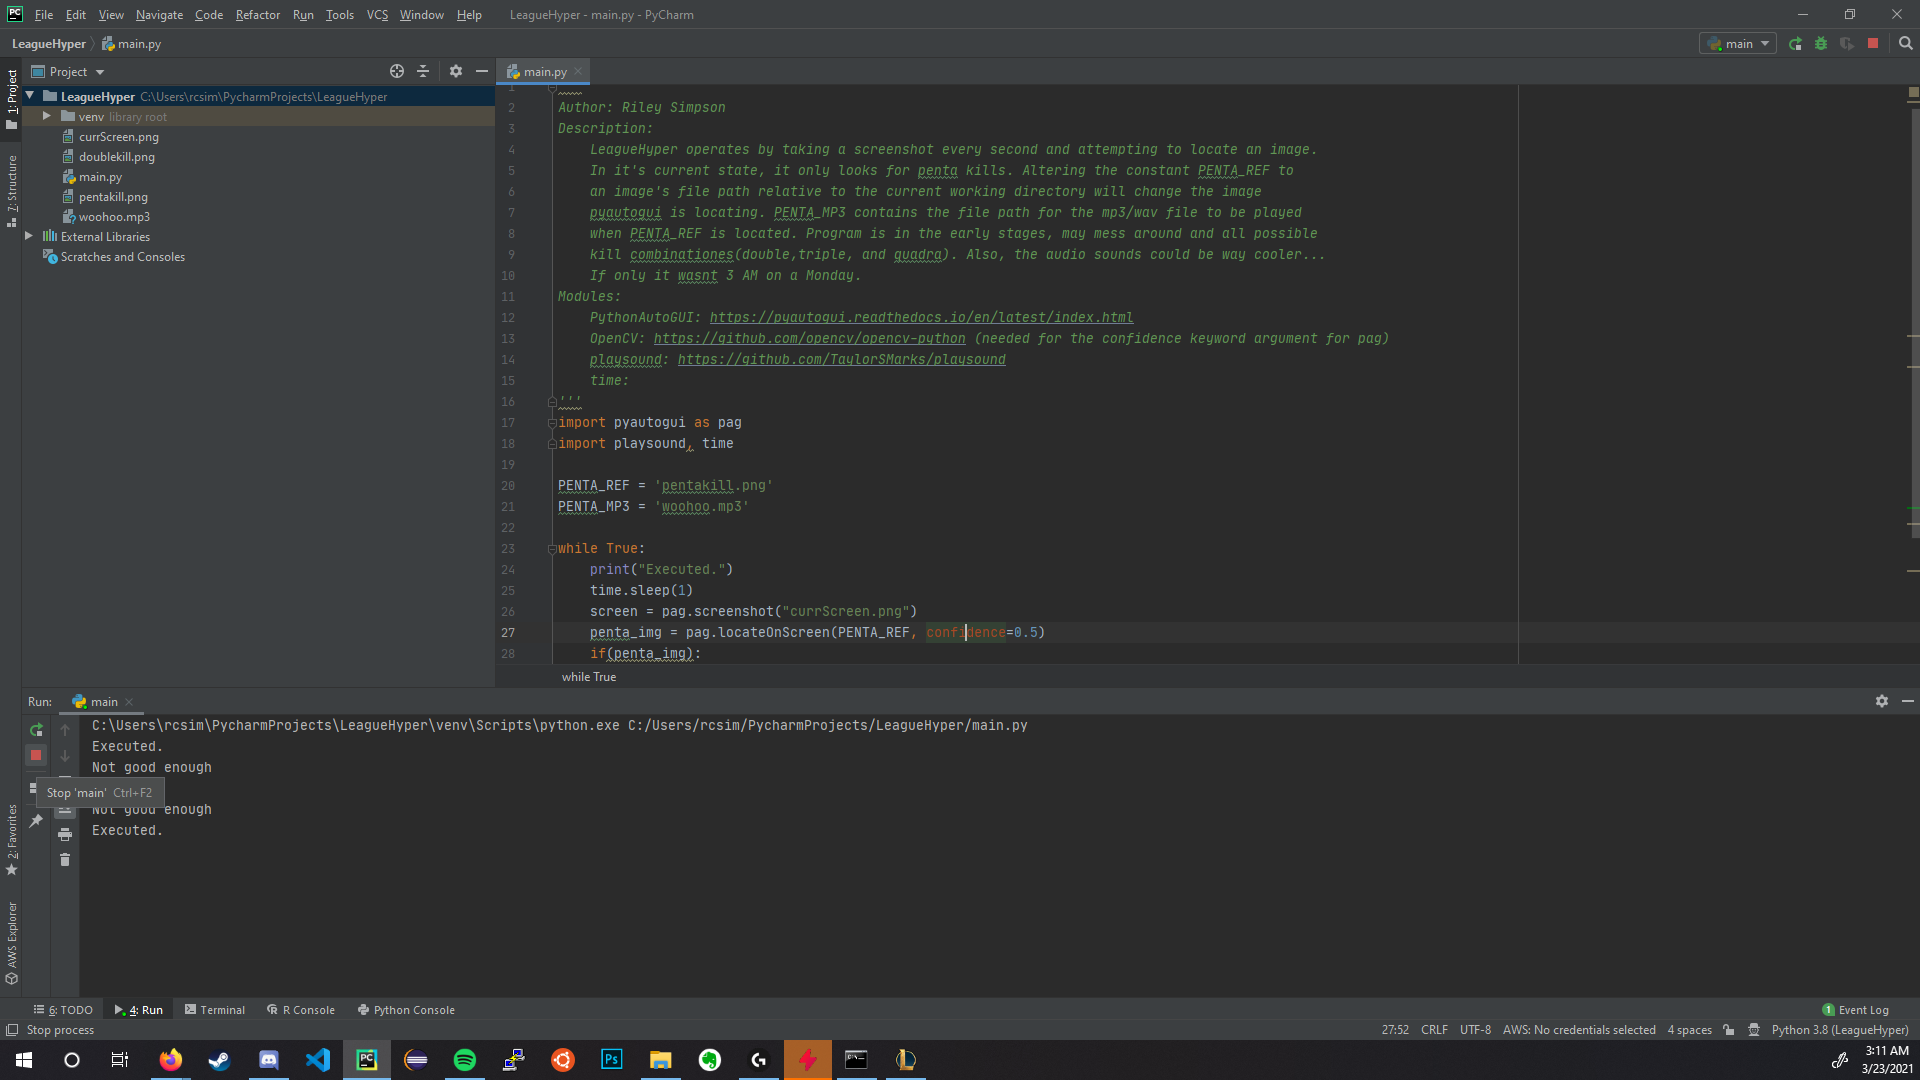 PC File Edit View Navigate Code Refactor Run Tools VCS Window Help LeagueHyper - main.py - PyCharm
LeagueHyper main.py main
1: Project
7: Structure
2: Favorites
AWS Explorer
Project
LeagueHyper C:\Users\rcsim\PycharmProjects\LeagueHyper
venv library root
currScreen.png
doublekill.png
main.py
pentakill.png
woohoo.mp3
External Libraries
Scratches and Consoles
main.py
1
2 Author: Riley Simpson
3 Description:
4 LeagueHyper operates by taking a screenshot every second and attempting to locate an image.
5 In it's current state, it only looks for penta kills. Altering the constant PENTA_REF to
6 an image's file path relative to the current working directory will change the image
7 pyautogui is locating. PENTA_MP3 contains the file path for the mp3/wav file to be played
8 when PENTA_REF is located. Program is in the early stages, may mess around and all possible
9 kill combinationes(double,triple, and quadra). Also, the audio sounds could be way cooler...
10 If only it wasnt 3 AM on a Monday.
11 Modules:
12 PythonAutoGUI: https://pyautogui.readthedocs.io/en/latest/index.html
13 OpenCV: https://github.com/opencv/opencv-python (needed for the confidence keyword argument for pag)
14 playsound: https://github.com/TaylorSMarks/playsound
15 time:
16 '''
17 import pyautogui as pag
18 import playsound, time
19
20 PENTA_REF = 'pentakill.png'
21 PENTA_MP3 = 'woohoo.mp3'
22
23 while True:
24 print("Executed.")
25 time.sleep(1)
26 screen = pag.screenshot("currScreen.png")
27 penta_img = pag.locateOnScreen(PENTA_REF, confidence=0.5)
28 if(penta_img):
while True
Run: main
C:\Users\rcsim\PycharmProjects\LeagueHyper\venv\Scripts\python.exe C:/Users/rcsim/PycharmProjects/LeagueHyper/main.py
Executed.
Not good enough
Stop 'main' Ctrl+F2
Not good enough
Executed.
6: TODO 4: Run Terminal R Console Python Console 1 Event Log
Stop process 27:52 CRLF UTF-8 AWS: No credentials selected 4 spaces Python 3.8 (LeagueHyper)
PC Ps
3:11 AM
3/23/2021